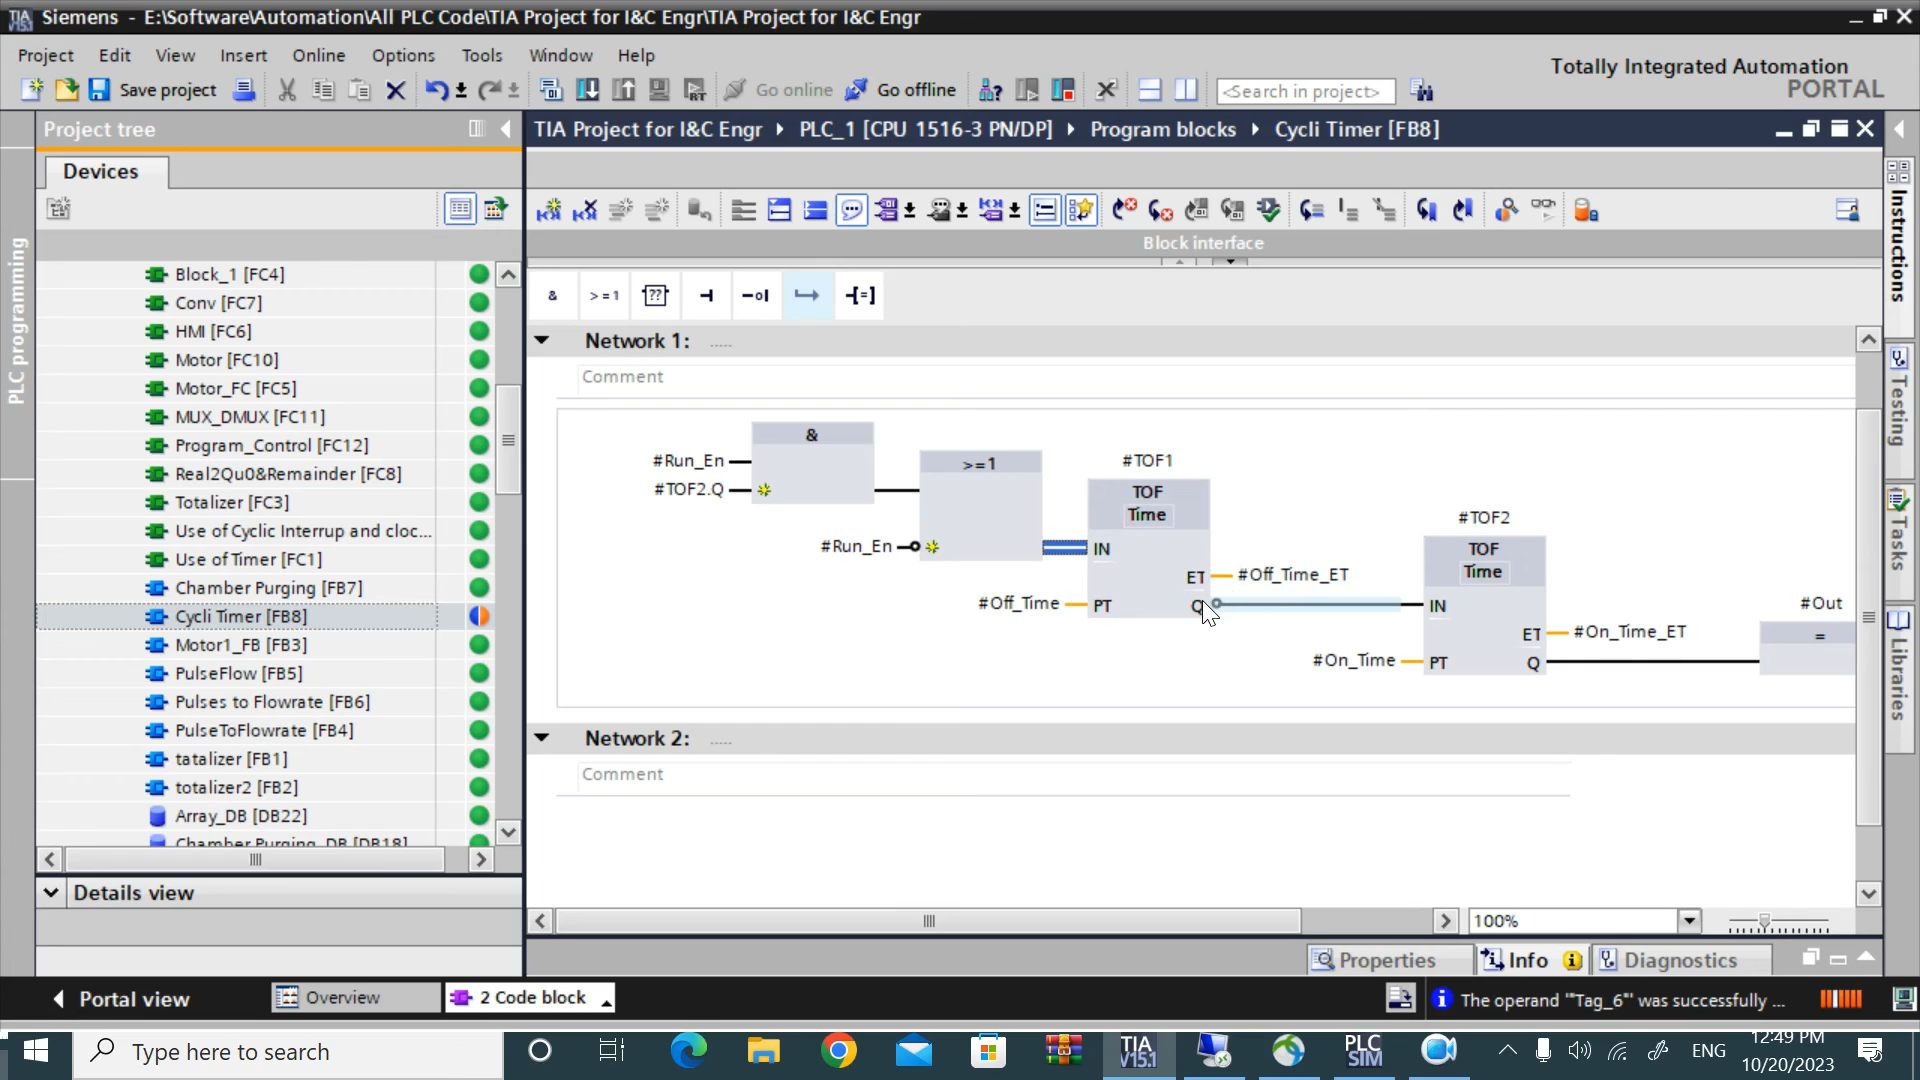 TIA V15.1 Siemens - E:\Software\Automation\All PLC Code\TIA Project for I&C Engr\TIA Project for I&C Engr
Project Edit View Insert Online Options Tools Window Help
Totally Integrated Automation
PORTAL
Save project Go online Go offline <Search in project>
Project tree
TIA Project for I&C Engr PLC_1 [CPU 1516-3 PN/DP] Program blocks Cycli Timer [FB8]
Devices
Block interface
PLC programming
Block_1 [FC4]
Conv [FC7]
HMI [FC6]
Motor [FC10]
Motor_FC [FC5]
MUX_DMUX [FC11]
Program_Control [FC12]
Real2Qu0&Remainder [FC8]
Totalizer [FC3]
Use of Cyclic Interrup and cloc...
Use of Timer [FC1]
Chamber Purging [FB7]
Cycli Timer [FB8]
Motor1_FB [FB3]
PulseFlow [FB5]
Pulses to Flowrate [FB6]
PulseToFlowrate [FB4]
tatalizer [FB1]
totalizer2 [FB2]
Array_DB [DB22]
Chamber Purging_DB [DB18]
Details view
& >=1 ?? -| -o| -[=]
Network 1: .....
Comment
&
#Run_En
#TOF2.Q
>=1
#Run_En
#TOF1
TOF
Time
IN
ET #Off_Time_ET
#Off_Time PT Q
#TOF2
TOF
Time
IN
ET #On_Time_ET
#On_Time PT Q
#Out
=
Network 2: .....
Comment
100%
Instructions
Testing
Tasks
Libraries
Properties Info Diagnostics
Portal view Overview 2 Code block The operand '"Tag_6"' was successfully ...
Type here to search
TIA V15.1
PLC SIM
ENG
12:49 PM
10/20/2023